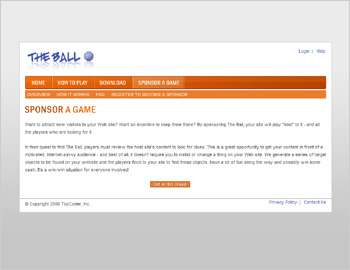 THE BALL
Login | Help
HOME HOW TO PLAY DOWNLOAD SPONSOR A GAME
OVERVIEW HOW IT WORKS FAQ REGISTER TO BECOME A SPONSOR
SPONSOR A GAME
Want to attract new visitors to your Web site? Want an incentive to keep them there? By sponsoring The Ball, your site will play "host" to it - and all
the players who are looking for it.
In their quest to find The Ball, players must review the host site's content to look for clues. This is a great opportunity to get your content in front of a
motivated, Internet-savvy audience - and best of all, it doesn't require you to install or change a thing on your Web site. We generate a series of target
objects to be found on your website and the players flock to your site to find these objects, have a lot of fun along the way and possibly win some
cash. It's a win-win situation for everyone involved!
© Copyright 2006 TopCoder, Inc.
Privacy Policy | Contact Us